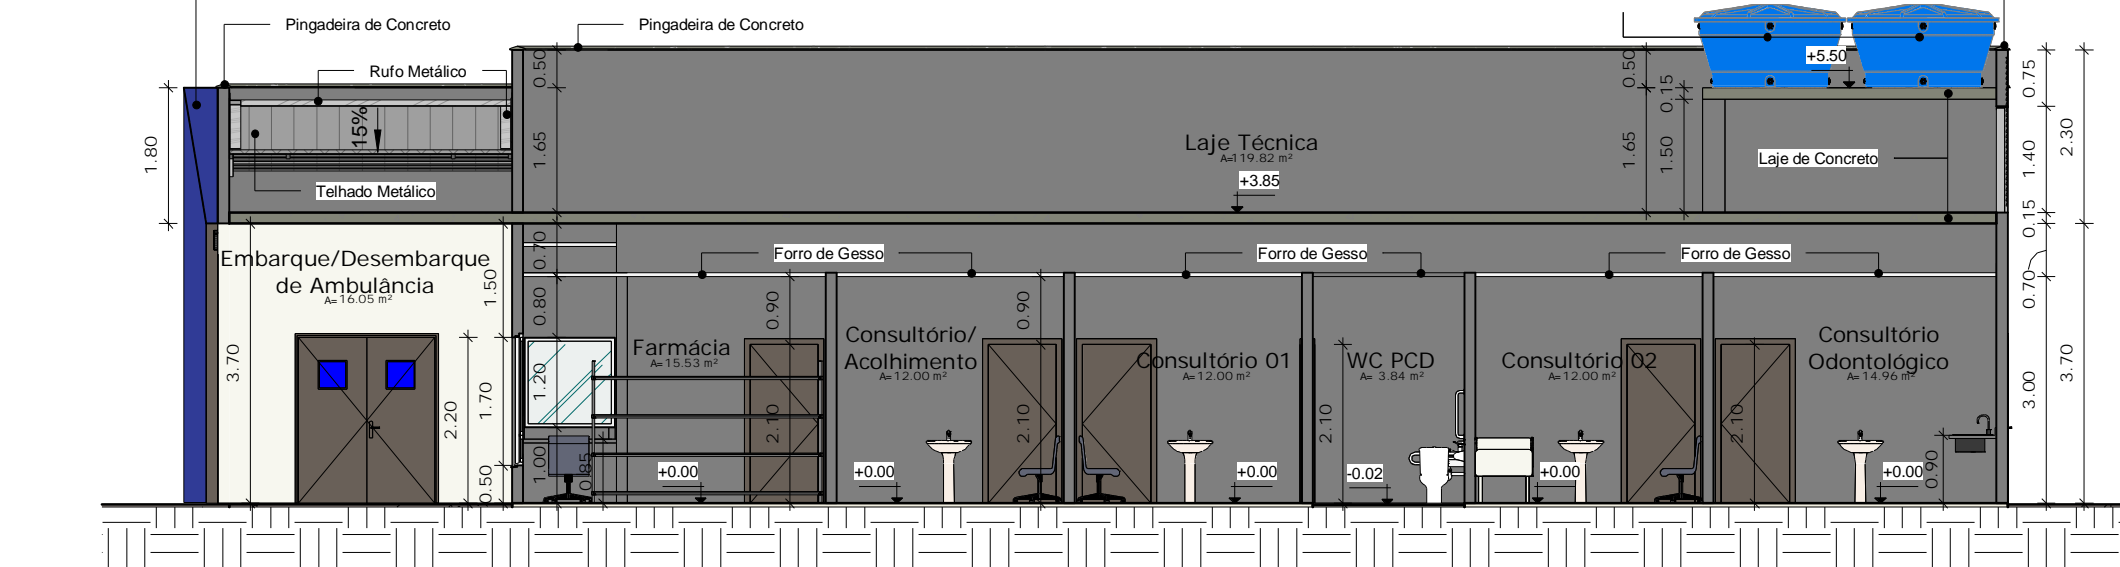 Pingadeira de Concreto
Pingadeira de Concreto
Rufo Metálico
15%
Telhado Metálico
1.80
0.50
1.65
Laje Técnica
A=119.82 m²
+3.85
0.50
0.15
1.65
1.50
+5.50
Laje de Concreto
0.75
1.40
0.15
2.30
Embarque/Desembarque
de Ambulância
A=16.05 m²
3.70
2.20
1.50
1.70
0.50
0.70
0.80
1.20
1.00
0.85
Forro de Gesso
Forro de Gesso
Forro de Gesso
Farmácia
A=15.53 m²
+0.00
0.90
2.10
Consultório/
Acolhimento
A=12.00 m²
+0.00
0.90
2.10
Consultório 01
A=12.00 m²
+0.00
WC PCD
A= 3.84 m²
2.10
-0.02
Consultório 02
A=12.00 m²
+0.00
2.10
Consultório
Odontológico
A=14.96 m²
+0.00
0.90
0.70
3.00
3.70